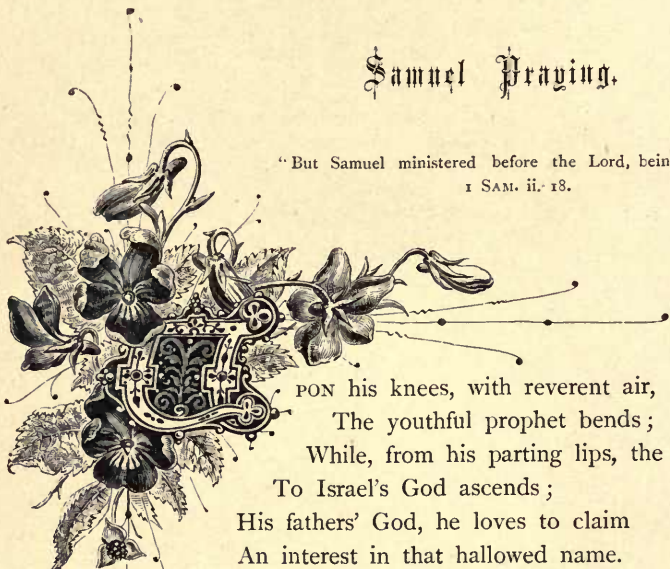 Samuel Praying.
"But Samuel ministered before the Lord, bein
1 SAM. ii. 18.
UPON his knees, with reverent air,
The youthful prophet bends;
While, from his parting lips, the
To Israel's God ascends;
His fathers' God, he loves to claim
An interest in that hallowed name.